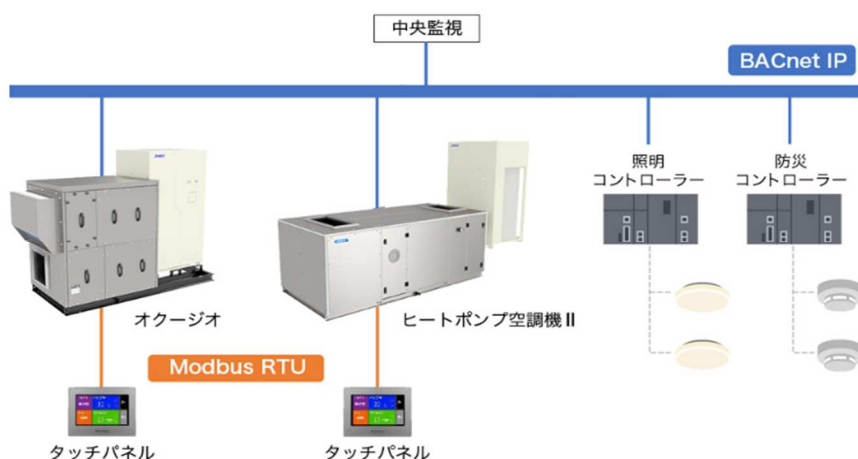 中央監視
BACnet IP
照明
コントローラー
防災
コントローラー
オクージオ
ヒートポンプ空調機Ⅱ
Modbus RTU
タッチパネル
タッチパネル